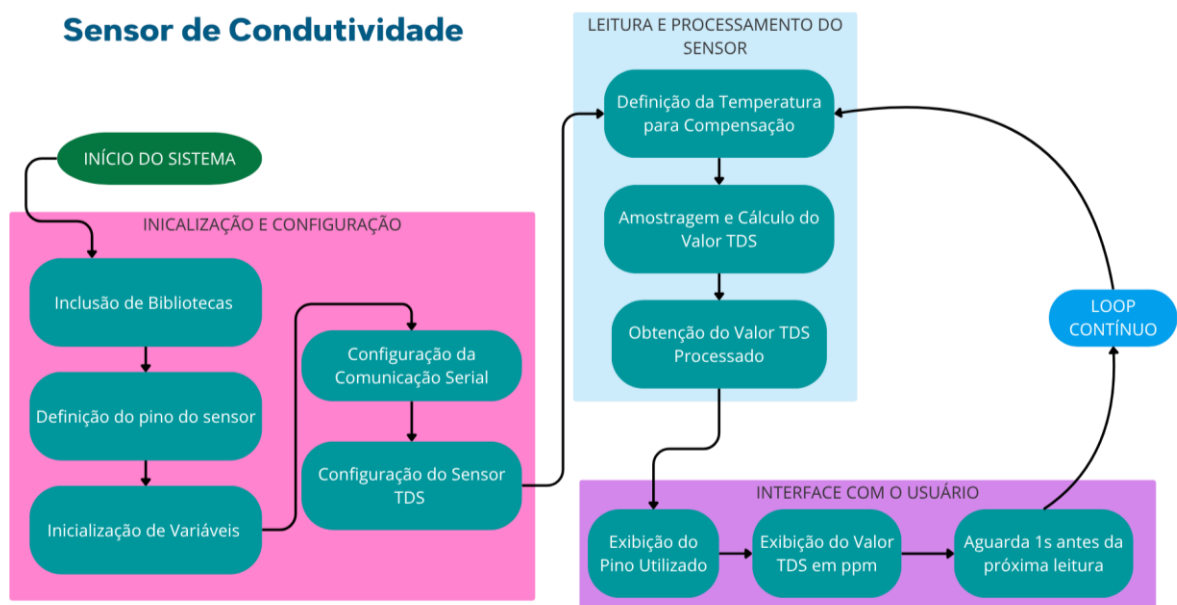 Sensor de Condutividade
INÍCIO DO SISTEMA
INICALIZAÇÃO E CONFIGURAÇÃO
Inclusão de Bibliotecas
Definição do pino do sensor
Inicialização de Variáveis
Configuração da
Comunicação Serial
Configuração do Sensor
TDS
LEITURA E PROCESSAMENTO DO
SENSOR
Definição da Temperatura
para Compensação
Amostragem e Cálculo do
Valor TDS
Obtenção do Valor TDS
Processado
INTERFACE COM O USUÁRIO
Exibição do
Pino Utilizado
Exibição do Valor
TDS em ppm
Aguarda 1s antes da
próxima leitura
LOOP
CONTÍNUO